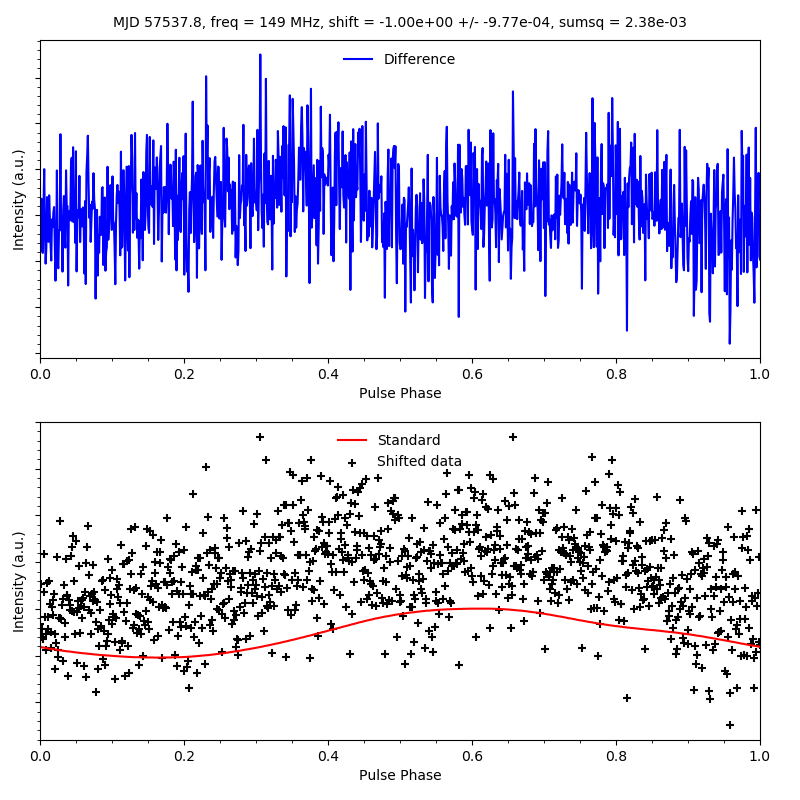 MJD 57537.8, freq = 149 MHz, shift = -1.00e+00 +/- -9.77e-04, sumsq = 2.38e-03
Difference
Intensity (a.u.)
0.0 0.2 0.4 0.6 0.8 1.0
Pulse Phase
Standard
Shifted data
Intensity (a.u.)
0.0 0.2 0.4 0.6 0.8 1.0
Pulse Phase